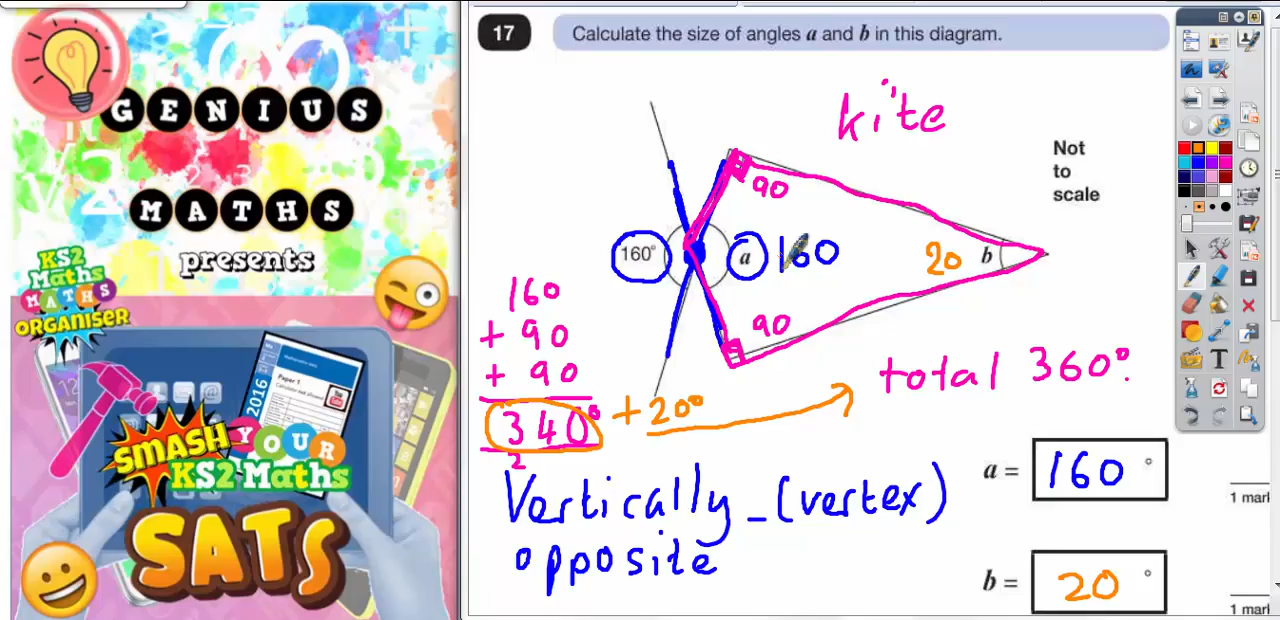 GENIUS
MATHS
presents
KS2
Maths
MATHS
ORGANISER
2016
Paper 1
SMASH YOUR
KS2 Maths
SATS
17 Calculate the size of angles a and b in this diagram.
kite
Not
to
scale
90
160° a 160
20 b
90
total 360°.
160
+ 90
+ 90
340° + 20°
2
Vertically - (vertex)
opposite
a = 160 °
1 mark
b = 20 °
1 mark